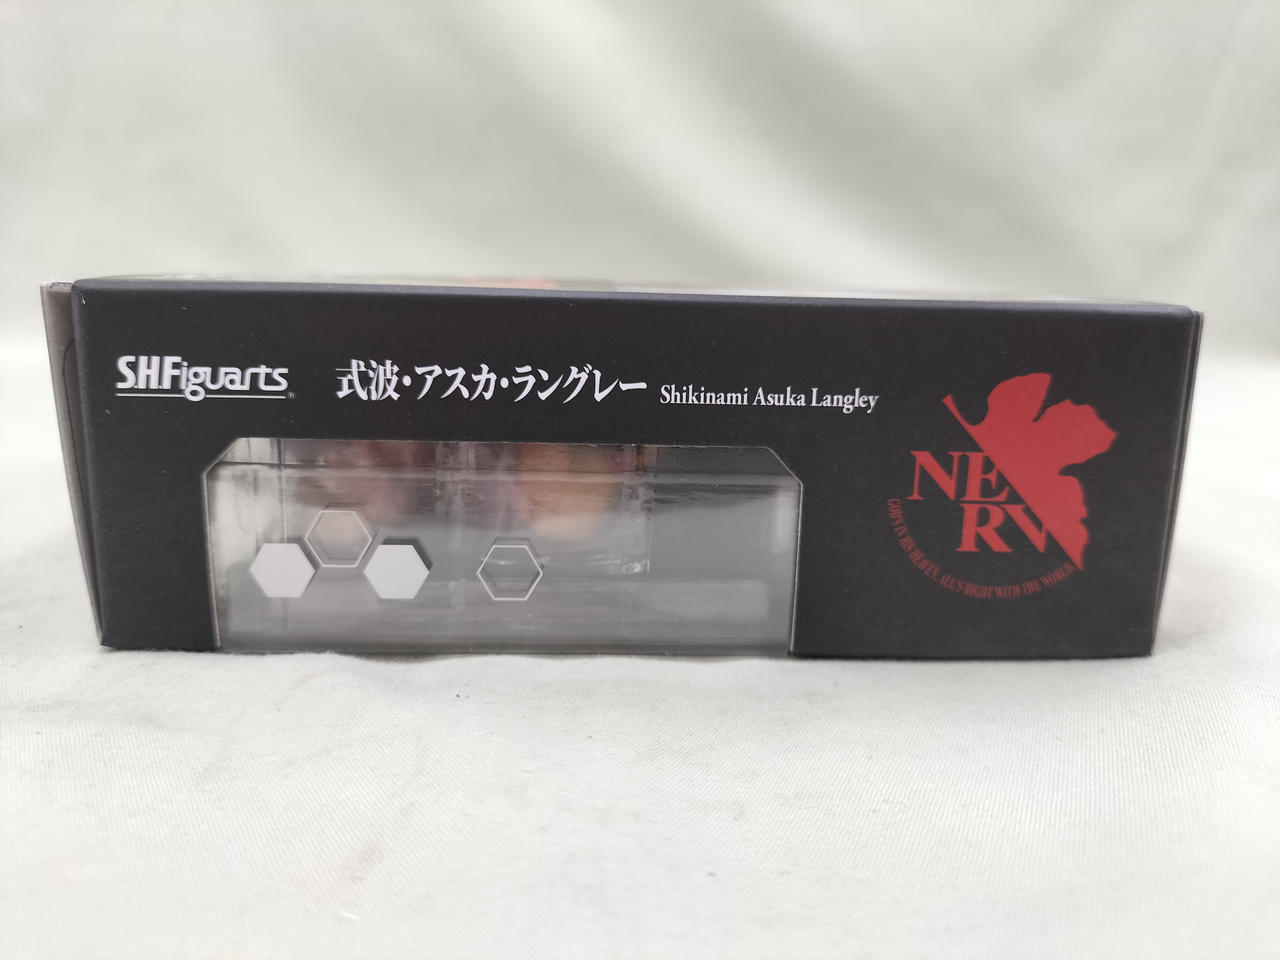 S.H.Figuarts®
式波・アスカ・ラングレー Shikinami Asuka Langley
NERV
GOD'S IN HIS HEAVEN, ALL'S RIGHT WITH THE WORLD.